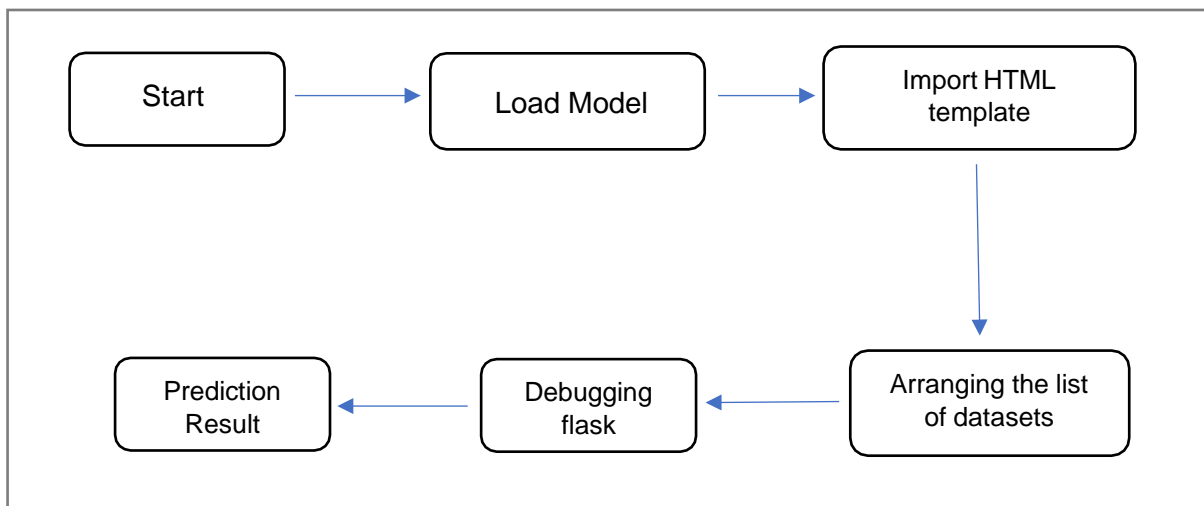 Start
Load Model
Import HTML
template
Arranging the list
of datasets
Debugging
flask
Prediction
Result